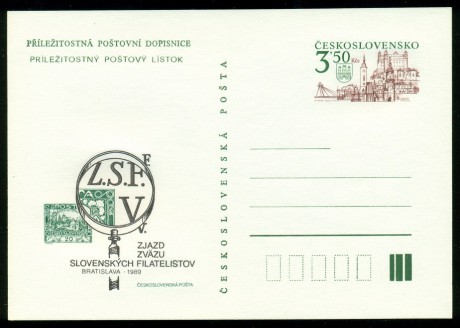 PŘÍLEŽITOSTNÁ POŠTOVNÍ DOPISNICE
PRÍLEŽITOSTNÝ POŠTOVÝ LÍSTOK
ČESKOSLOVENSKO
3'50 Kčs
ČESKOSLOVENSKÁ POŠTA
Z.S.F.
F.
V
V.
20
ZJAZD
ZVÄZU
SLOVENSKÝCH FILATELISTOV
BRATISLAVA · 1989
ČESKOSLOVENSKÁ POŠTA